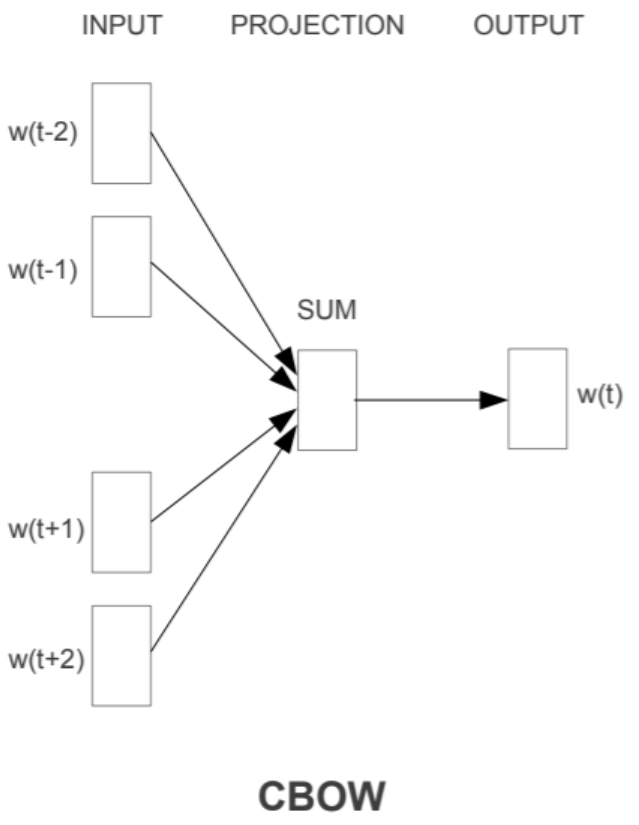 INPUT PROJECTION OUTPUT
w(t-2)
w(t-1)
SUM
w(t)
w(t+1)
w(t+2)
CBOW